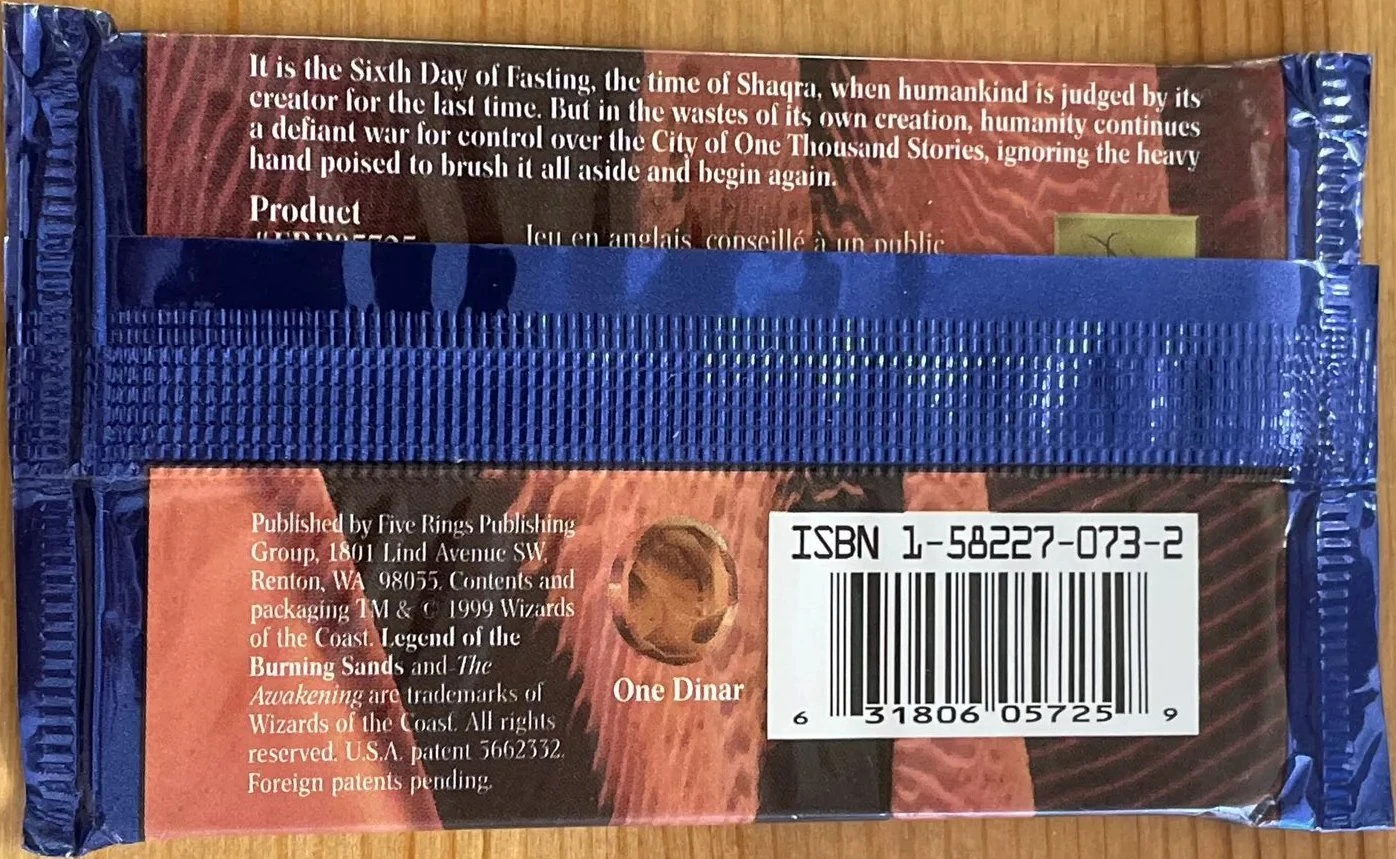 It is the Sixth Day of Fasting, the time of Shaqra, when humankind is judged by its
creator for the last time. But in the wastes of its own creation, humanity continues
a defiant war for control over the City of One Thousand Stories, ignoring the heavy
hand poised to brush it all aside and begin again.
Product
Jeu en anglais, conseillé à un public
Published by Five Rings Publishing
Group, 1801 Lind Avenue SW,
Renton, WA 98055. Contents and
packaging TM & © 1999 Wizards
of the Coast. Legend of the
Burning Sands and The
Awakening are trademarks of
Wizards of the Coast. All rights
reserved. U.S.A. patent 5662332.
Foreign patents pending.
One Dinar
ISBN 1-58227-073-2
6 31806 05725 9